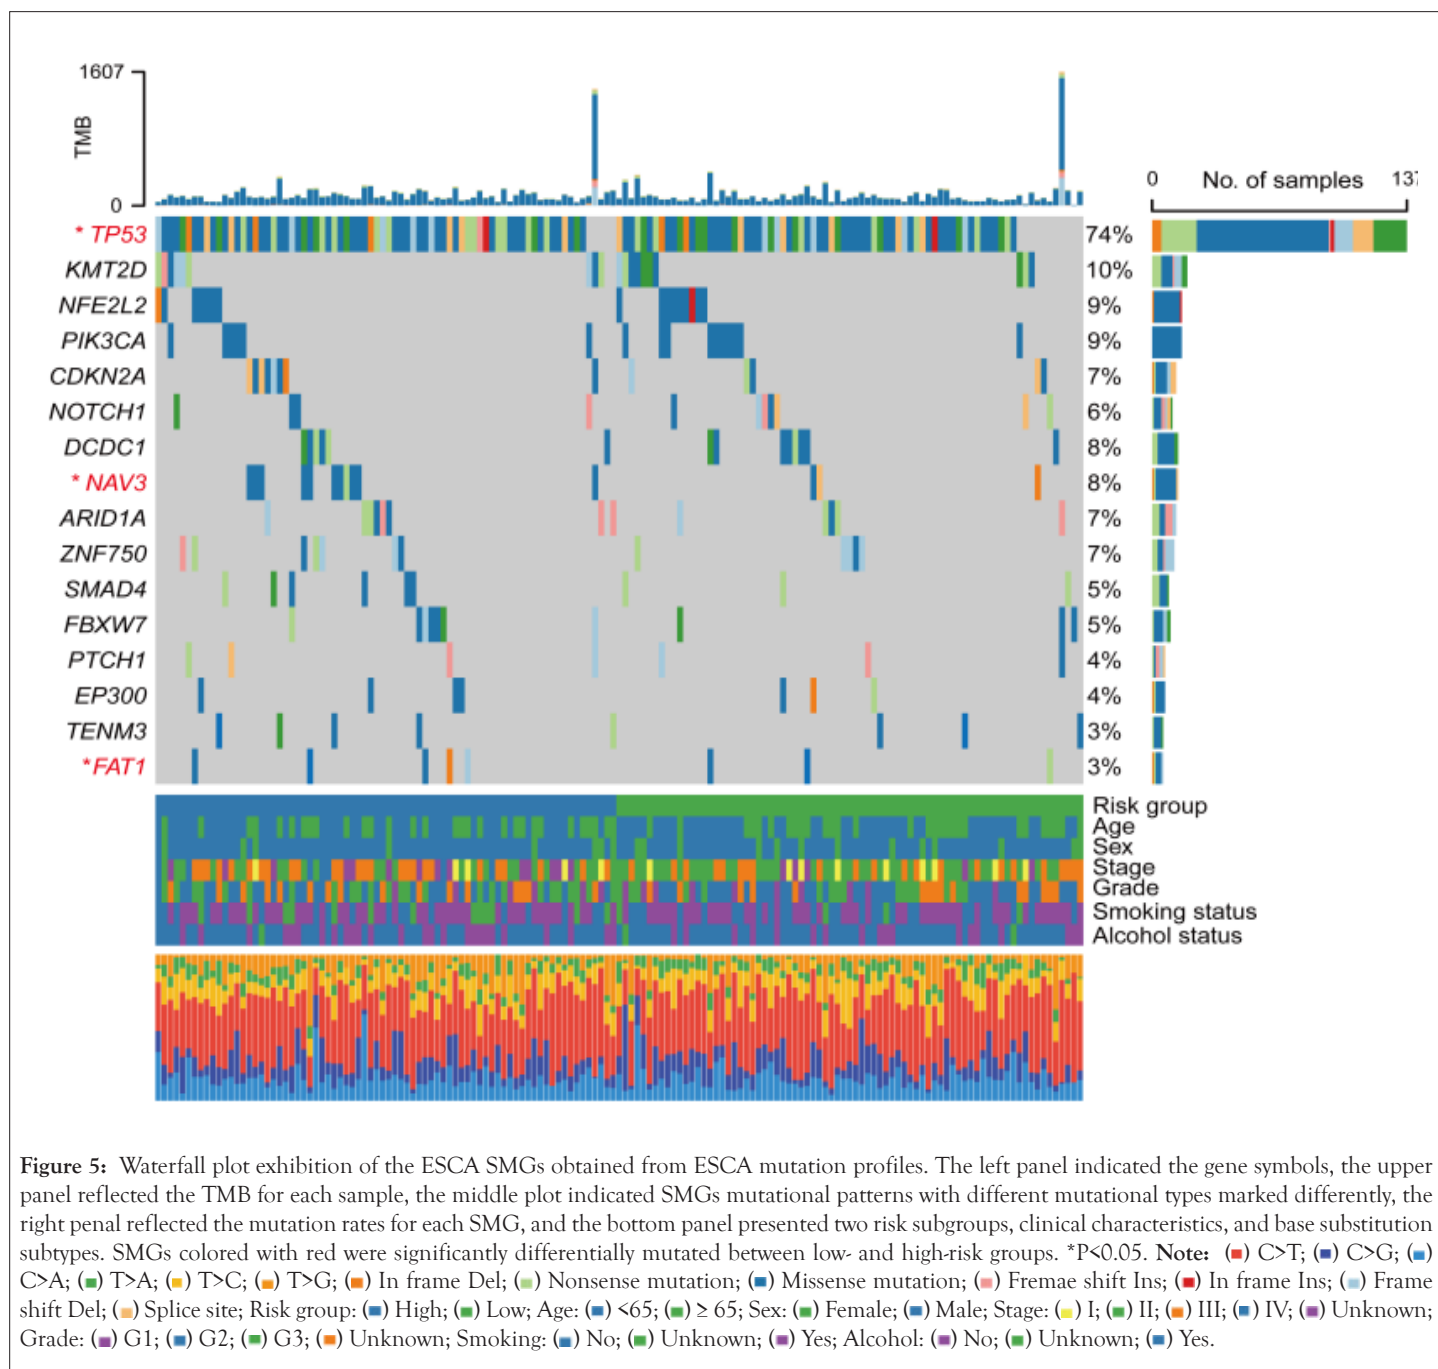 1607
TMB
0
0 No. of samples 137
* TP53 74%
KMT2D 10%
NFE2L2 9%
PIK3CA 9%
CDKN2A 7%
NOTCH1 6%
DCDC1 8%
* NAV3 8%
ARID1A 7%
ZNF750 7%
SMAD4 5%
FBXW7 5%
PTCH1 4%
EP300 4%
TENM3 3%
*FAT1 3%
Risk group
Age
Sex
Stage
Grade
Smoking status
Alcohol status
Figure 5: Waterfall plot exhibition of the ESCA SMGs obtained from ESCA mutation profiles. The left panel indicated the gene symbols, the upper
panel reflected the TMB for each sample, the middle plot indicated SMGs mutational patterns with different mutational types marked differently, the
right penal reflected the mutation rates for each SMG, and the bottom panel presented two risk subgroups, clinical characteristics, and base substitution
subtypes. SMGs colored with red were significantly differentially mutated between low- and high-risk groups. *P<0.05. Note: (■) C>T; (■) C>G; (■)
C>A; (■) T>A; (■) T>C; (■) T>G; (■) In frame Del; (■) Nonsense mutation; (■) Missense mutation; (■) Fremae shift Ins; (■) In frame Ins; (■) Frame
shift Del; (■) Splice site; Risk group: (■) High; (■) Low; Age: (■) <65; (■) ≥ 65; Sex: (■) Female; (■) Male; Stage: (■) I; (■) II; (■) III; (■) IV; (■) Unknown;
Grade: (■) G1; (■) G2; (■) G3; (■) Unknown; Smoking: (■) No; (■) Unknown; (■) Yes; Alcohol: (■) No; (■) Unknown; (■) Yes.